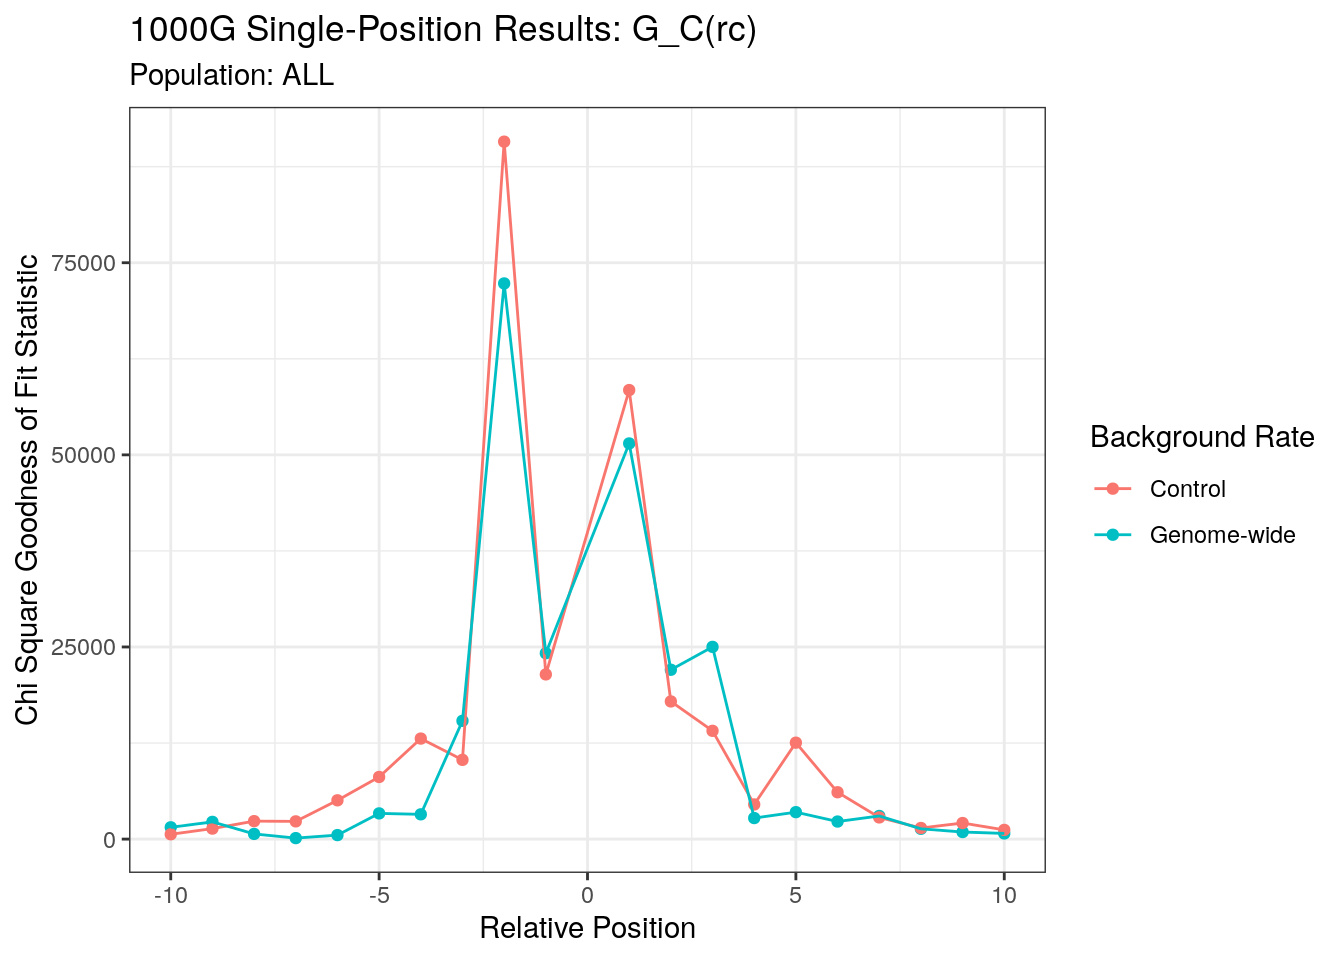 1000G Single-Position Results: G_C(rc)
Population: ALL
Chi Square Goodness of Fit Statistic
75000
50000
25000
0
-10
-5
0
5
10
Relative Position
Background Rate
Control
Genome-wide